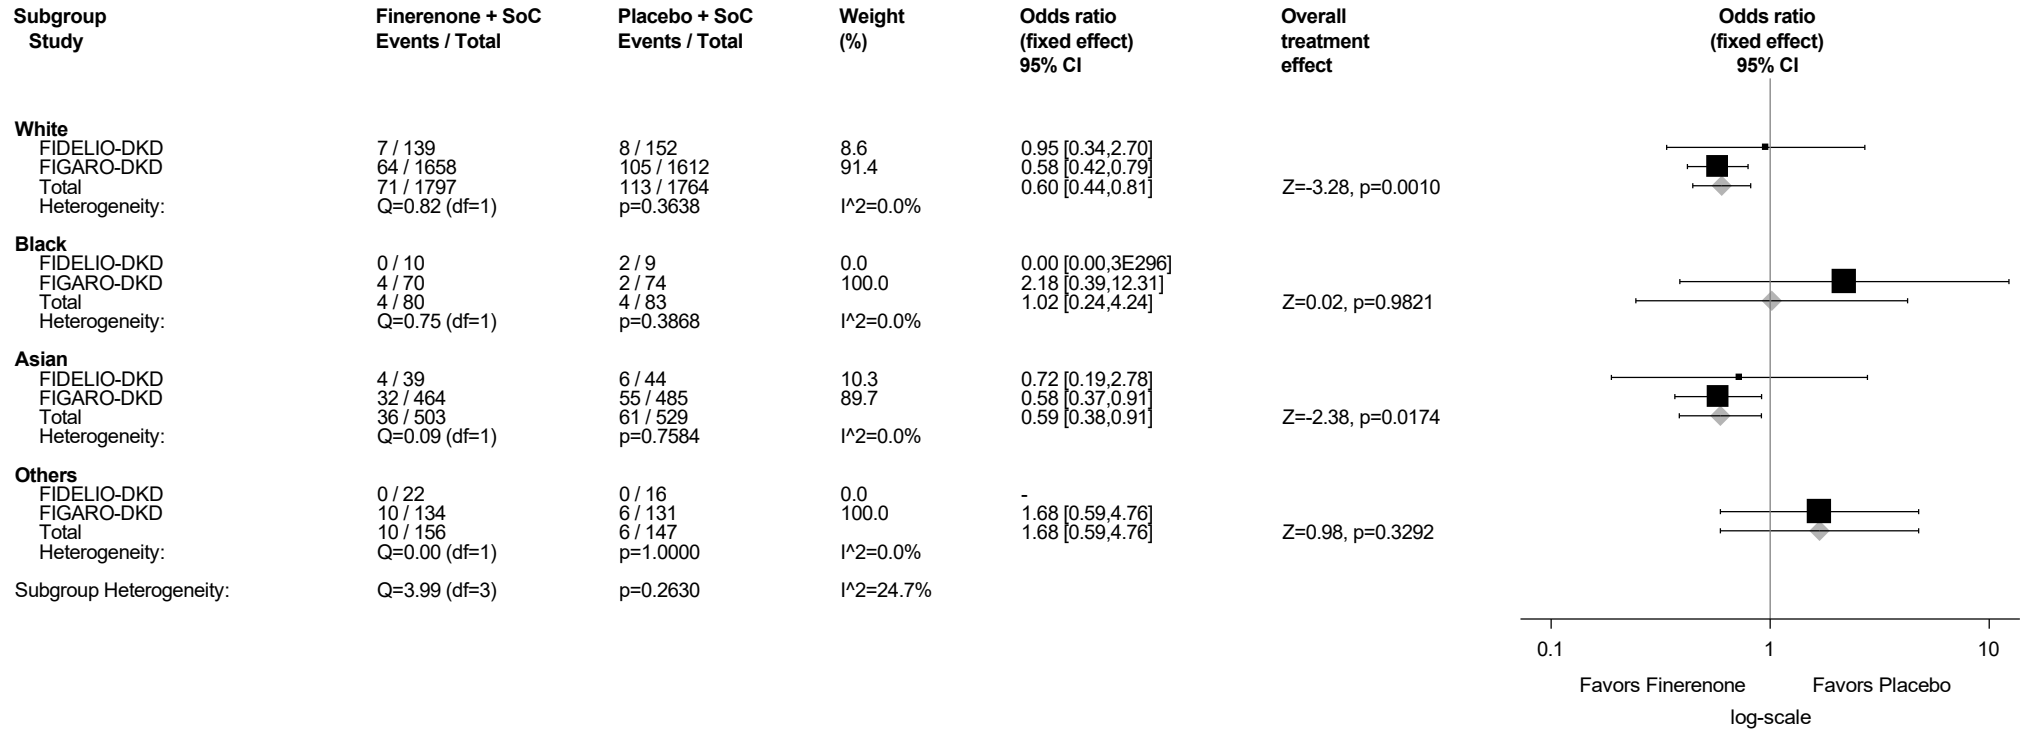 Subgroup Finerenone + SoC Placebo + SoC Weight Odds ratio Overall Odds ratio
Study Events / Total Events / Total (%) (fixed effect) treatment (fixed effect)
95% CI effect 95% CI
White
FIDELIO-DKD 7 / 139 8 / 152 8.6 0.95 [0.34,2.70]
FIGARO-DKD 64 / 1658 105 / 1612 91.4 0.58 [0.42,0.79]
Total 71 / 1797 113 / 1764 0.60 [0.44,0.81] Z=-3.28, p=0.0010
Heterogeneity: Q=0.82 (df=1) p=0.3638 I^2=0.0%
Black
FIDELIO-DKD 0 / 10 2 / 9 0.0 0.00 [0.00,3E296]
FIGARO-DKD 4 / 70 2 / 74 100.0 2.18 [0.39,12.31]
Total 4 / 80 4 / 83 1.02 [0.24,4.24] Z=0.02, p=0.9821
Heterogeneity: Q=0.75 (df=1) p=0.3868 I^2=0.0%
Asian
FIDELIO-DKD 4 / 39 6 / 44 10.3 0.72 [0.19,2.78]
FIGARO-DKD 32 / 464 55 / 485 89.7 0.58 [0.37,0.91]
Total 36 / 503 61 / 529 0.59 [0.38,0.91] Z=-2.38, p=0.0174
Heterogeneity: Q=0.09 (df=1) p=0.7584 I^2=0.0%
Others
FIDELIO-DKD 0 / 22 0 / 16 0.0 -
FIGARO-DKD 10 / 134 6 / 131 100.0 1.68 [0.59,4.76]
Total 10 / 156 6 / 147 1.68 [0.59,4.76] Z=0.98, p=0.3292
Heterogeneity: Q=0.00 (df=1) p=1.0000 I^2=0.0%
Subgroup Heterogeneity: Q=3.99 (df=3) p=0.2630 I^2=24.7%
0.1 1 10
Favors Finerenone Favors Placebo
log-scale